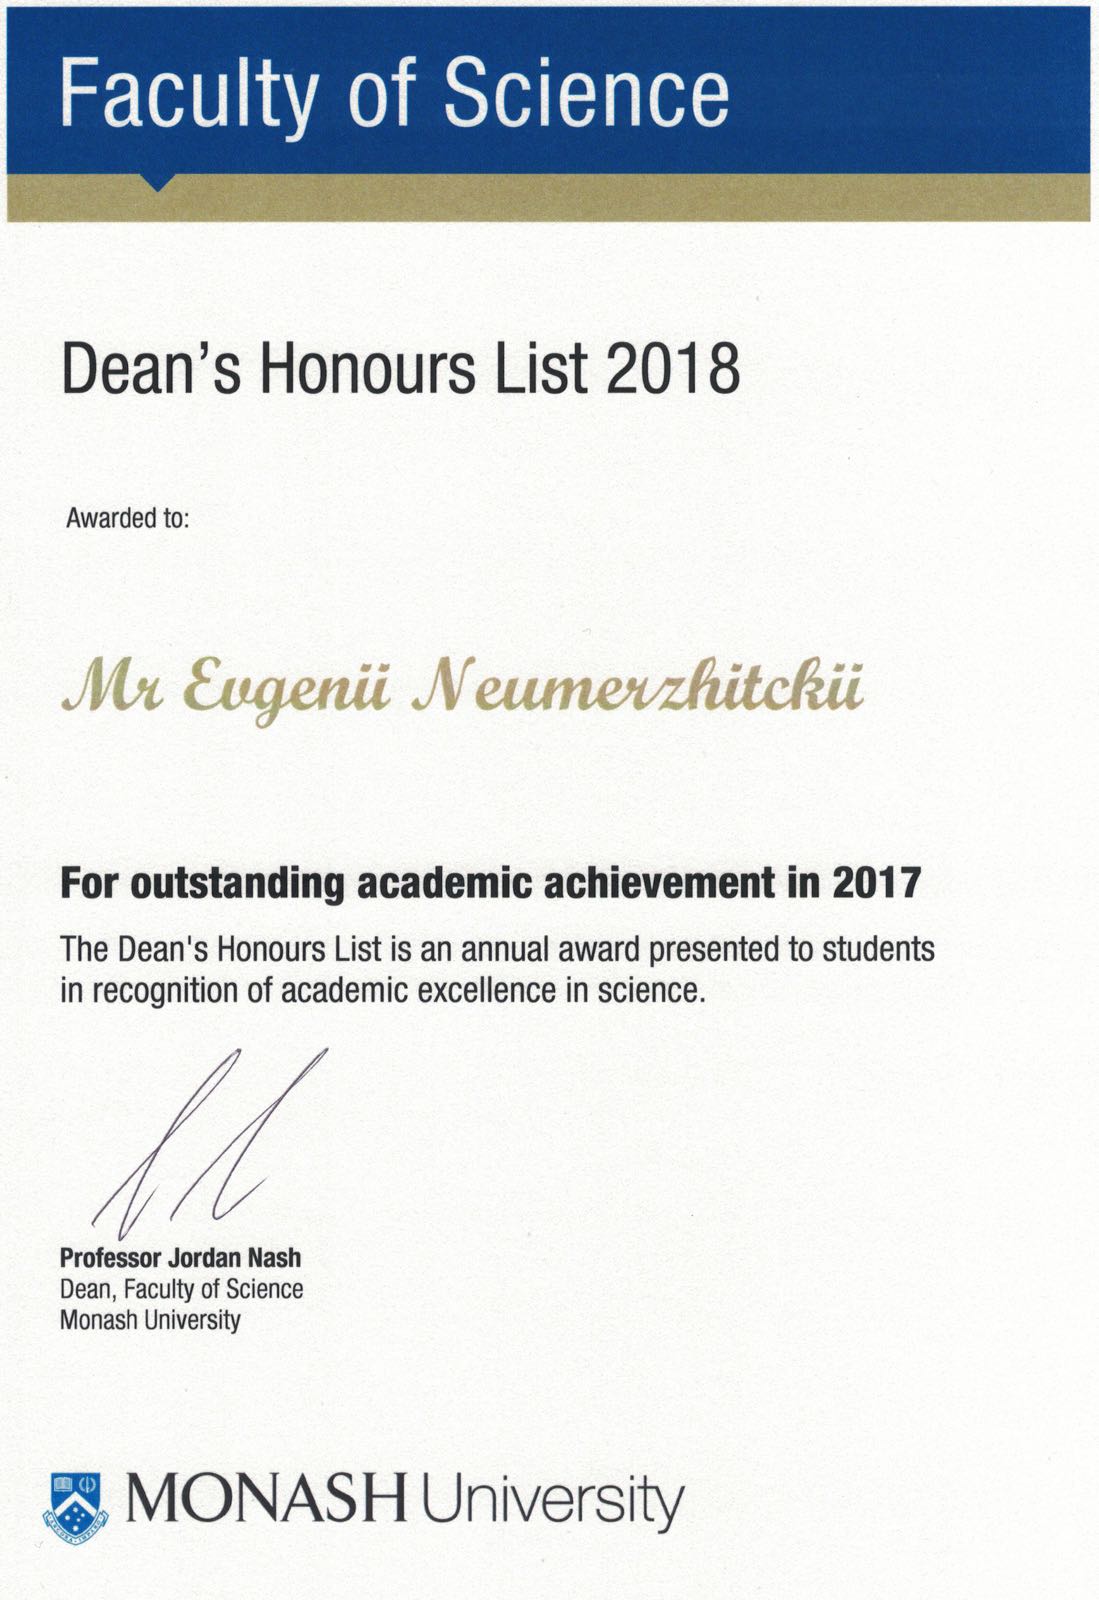 Faculty of Science
Dean’s Honours List 2018
Awarded to:
Mr Evgenii Neumerzhitckii
For outstanding academic achievement in 2017
The Dean's Honours List is an annual award presented to students
in recognition of academic excellence in science.
Professor Jordan Nash
Dean, Faculty of Science
Monash University
MONASH University